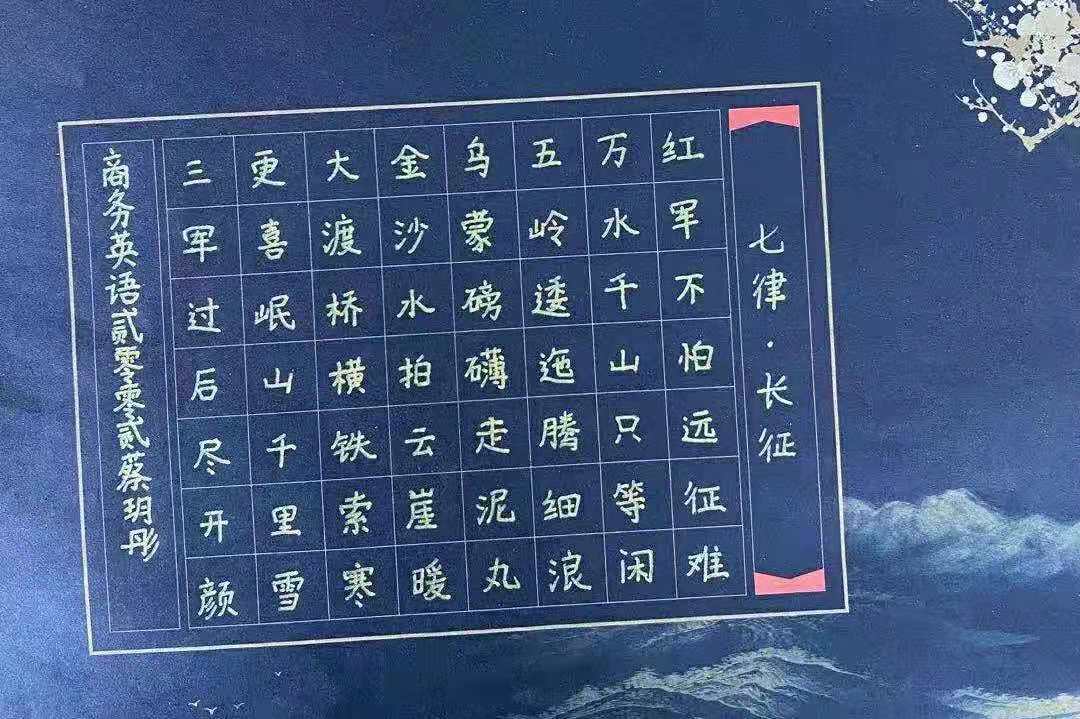 七律·长征
红军不怕远征难
万水千山只等闲
五岭逶迤腾细浪
乌蒙磅礴走泥丸
金沙水拍云崖暖
大渡桥横铁索寒
更喜岷山千里雪
三军过后尽开颜
商务英语贰零零贰蔡玥彤